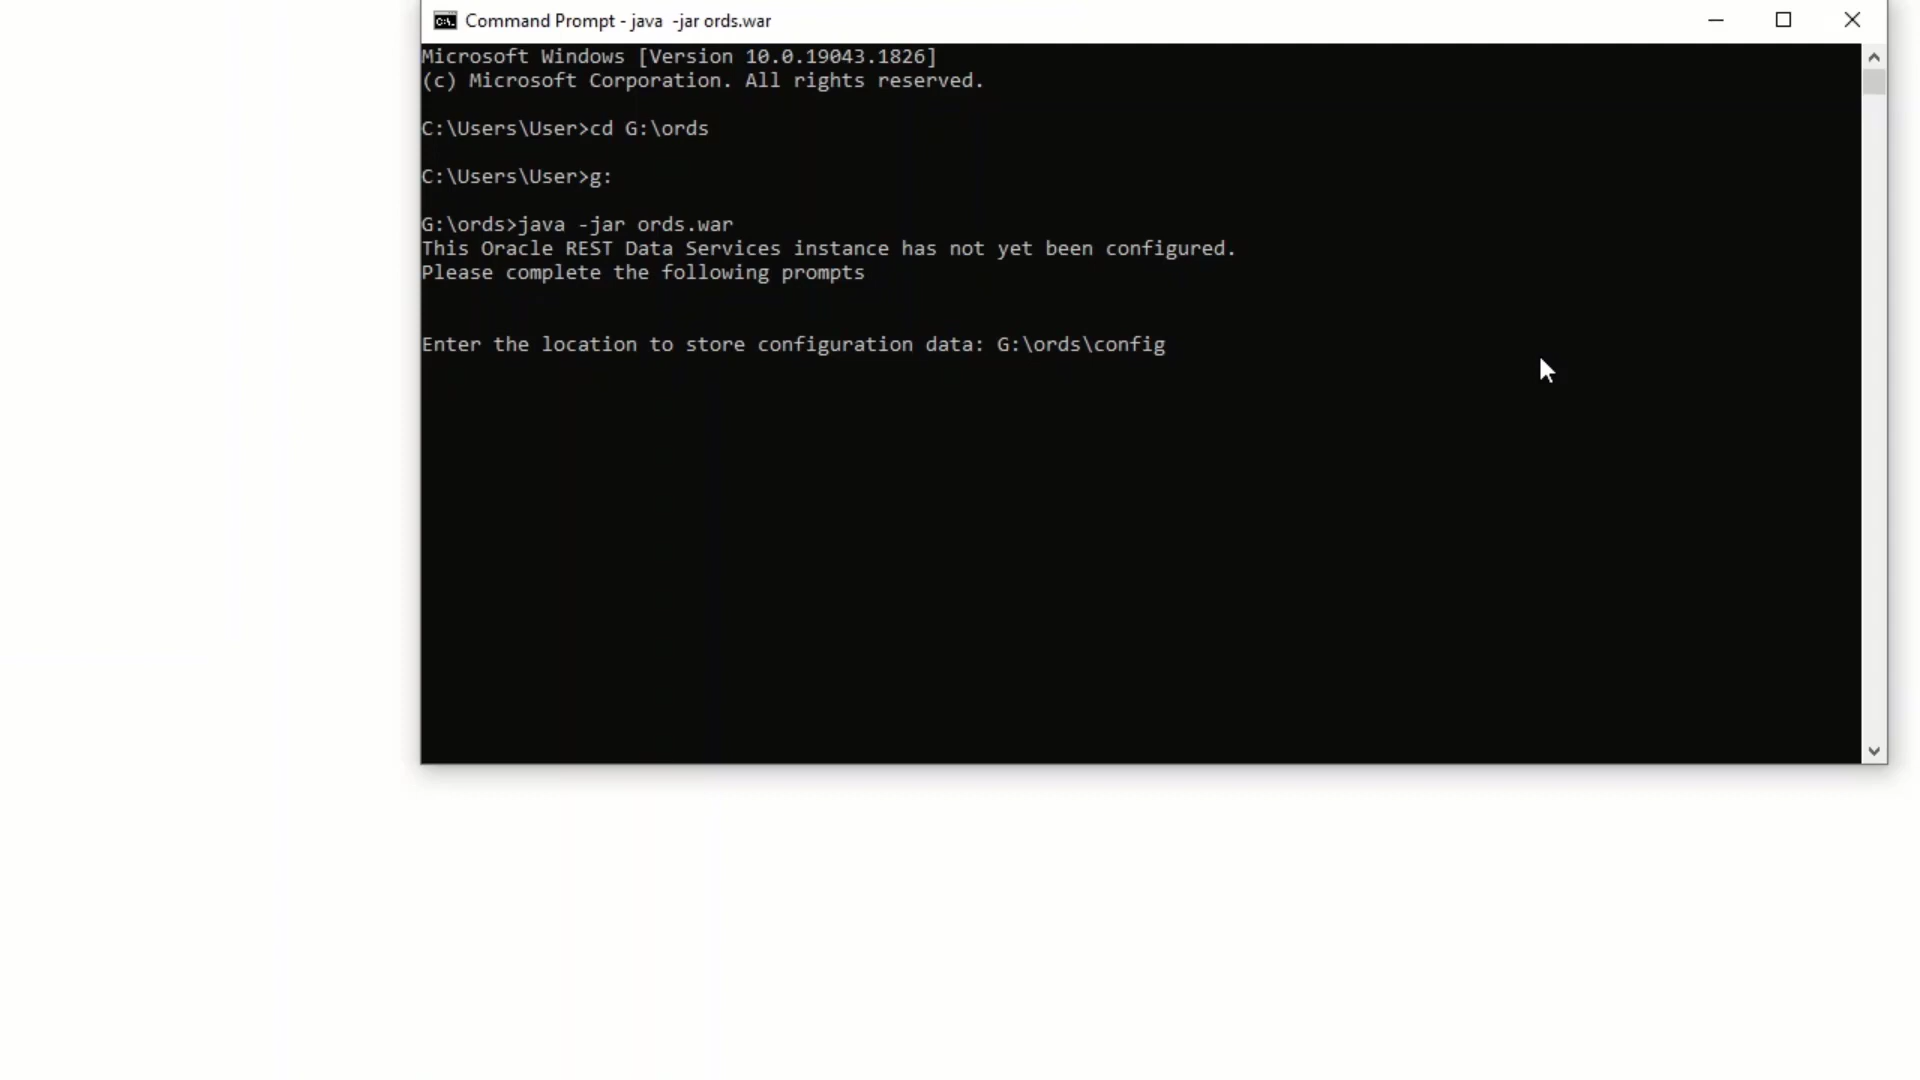 Command Prompt - java  -jar ords.war
Microsoft Windows [Version 10.0.19043.1826]
(c) Microsoft Corporation. All rights reserved.
C:\Users\User>cd G:\ords
C:\Users\User>g:
G:\ords>java -jar ords.war
This Oracle REST Data Services instance has not yet been configured.
Please complete the following prompts
Enter the location to store configuration data: G:\ords\config